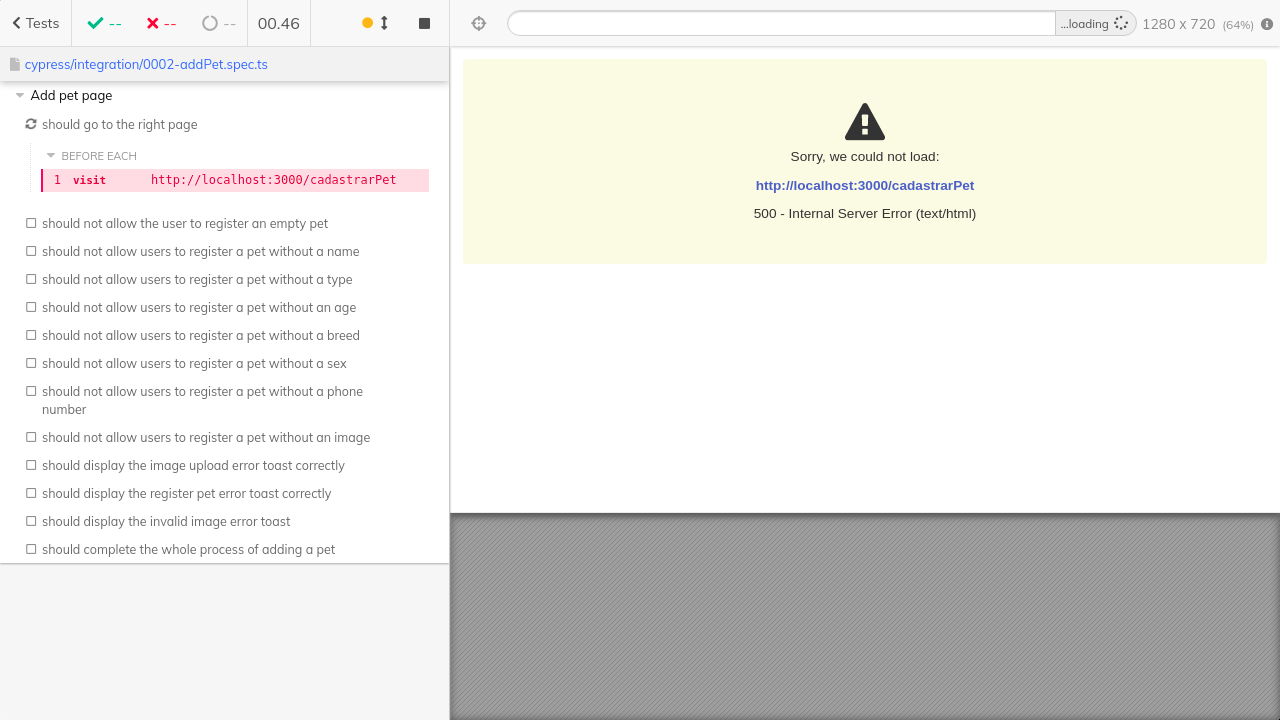 Tests
--
--
--
00.46
...loading
1280 x 720 (64%)
cypress/integration/0002-addPet.spec.ts
Add pet page
should go to the right page
BEFORE EACH
1 visit http://localhost:3000/cadastrarPet
should not allow the user to register an empty pet
should not allow users to register a pet without a name
should not allow users to register a pet without a type
should not allow users to register a pet without an age
should not allow users to register a pet without a breed
should not allow users to register a pet without a sex
should not allow users to register a pet without a phone
number
should not allow users to register a pet without an image
should display the image upload error toast correctly
should display the register pet error toast correctly
should display the invalid image error toast
should complete the whole process of adding a pet
Sorry, we could not load:
http://localhost:3000/cadastrarPet
500 - Internal Server Error (text/html)